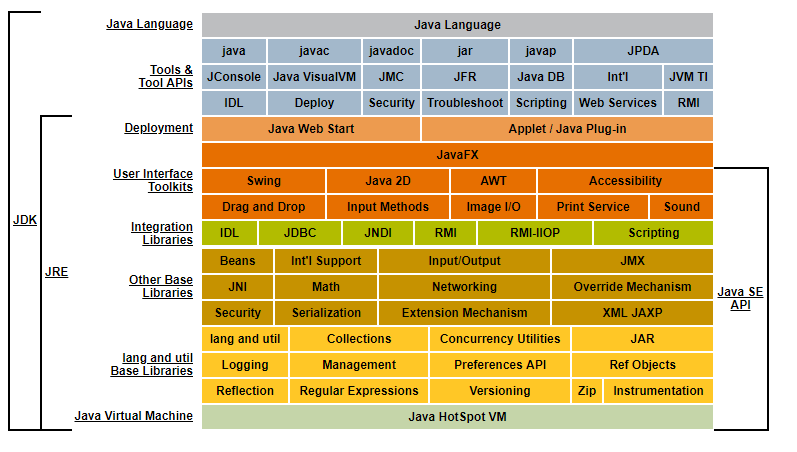 Java Language Java Language
java javac javadoc jar javap JPDA
Tools &
Tool APIs
JConsole Java VisualVM JMC JFR Java DB Int'l JVM TI
IDL Deploy Security Troubleshoot Scripting Web Services RMI
Deployment Java Web Start Applet / Java Plug-in
JavaFX
User Interface
Toolkits
Swing Java 2D AWT Accessibility
Drag and Drop Input Methods Image I/O Print Service Sound
Integration
Libraries
IDL JDBC JNDI RMI RMI-IIOP Scripting
JDK
JRE
Other Base
Libraries
Beans Int'l Support Input/Output JMX
JNI Math Networking Override Mechanism
Security Serialization Extension Mechanism XML JAXP
Java SE
API
lang and util
Base Libraries
lang and util Collections Concurrency Utilities JAR
Logging Management Preferences API Ref Objects
Reflection Regular Expressions Versioning Zip Instrumentation
Java Virtual Machine Java HotSpot VM